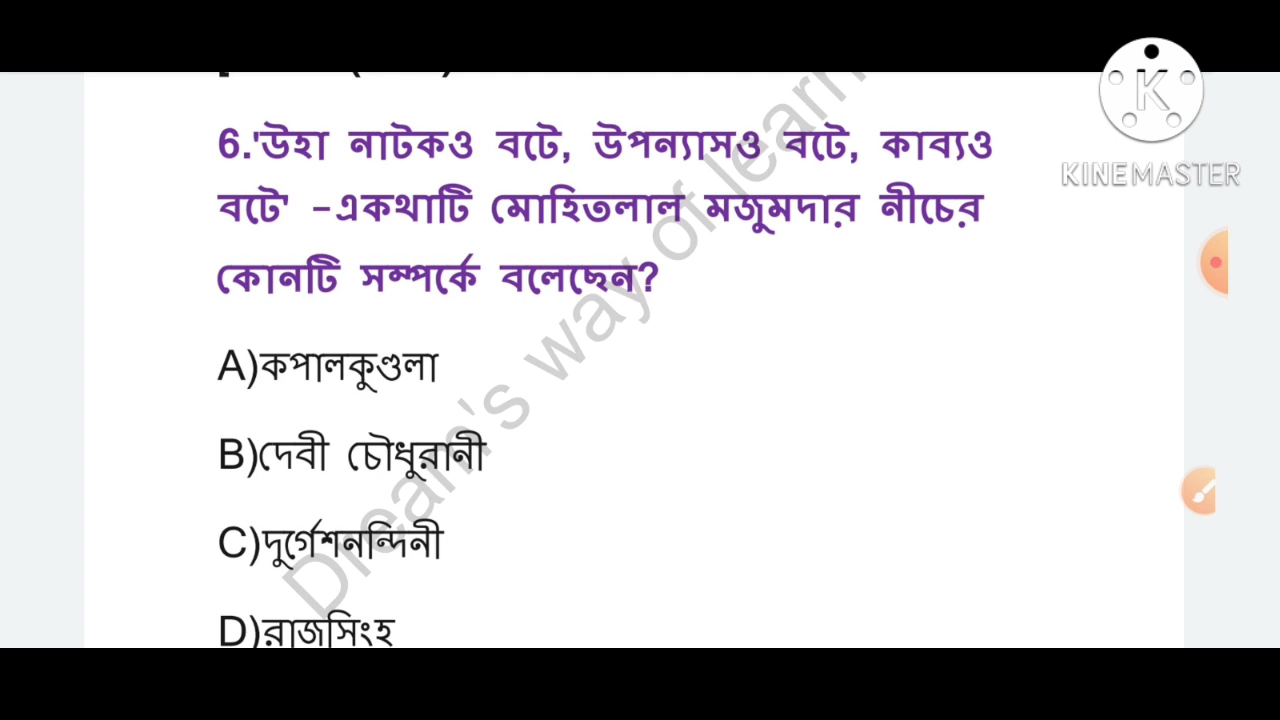 6.'উহা নাটকও বটে, উপন্যাসও বটে, কাব্যও
বটে' –একথাটি মোহিতলাল মজুমদার নীচের
কোনটি সম্পর্কে বলেছেন?
A)কপালকুণ্ডলা
B)দেবী চৌধুরানী
C)দুর্গেশনন্দিনী
D)রাজসিংহ
Dream's way of learn
K
KINEMASTER